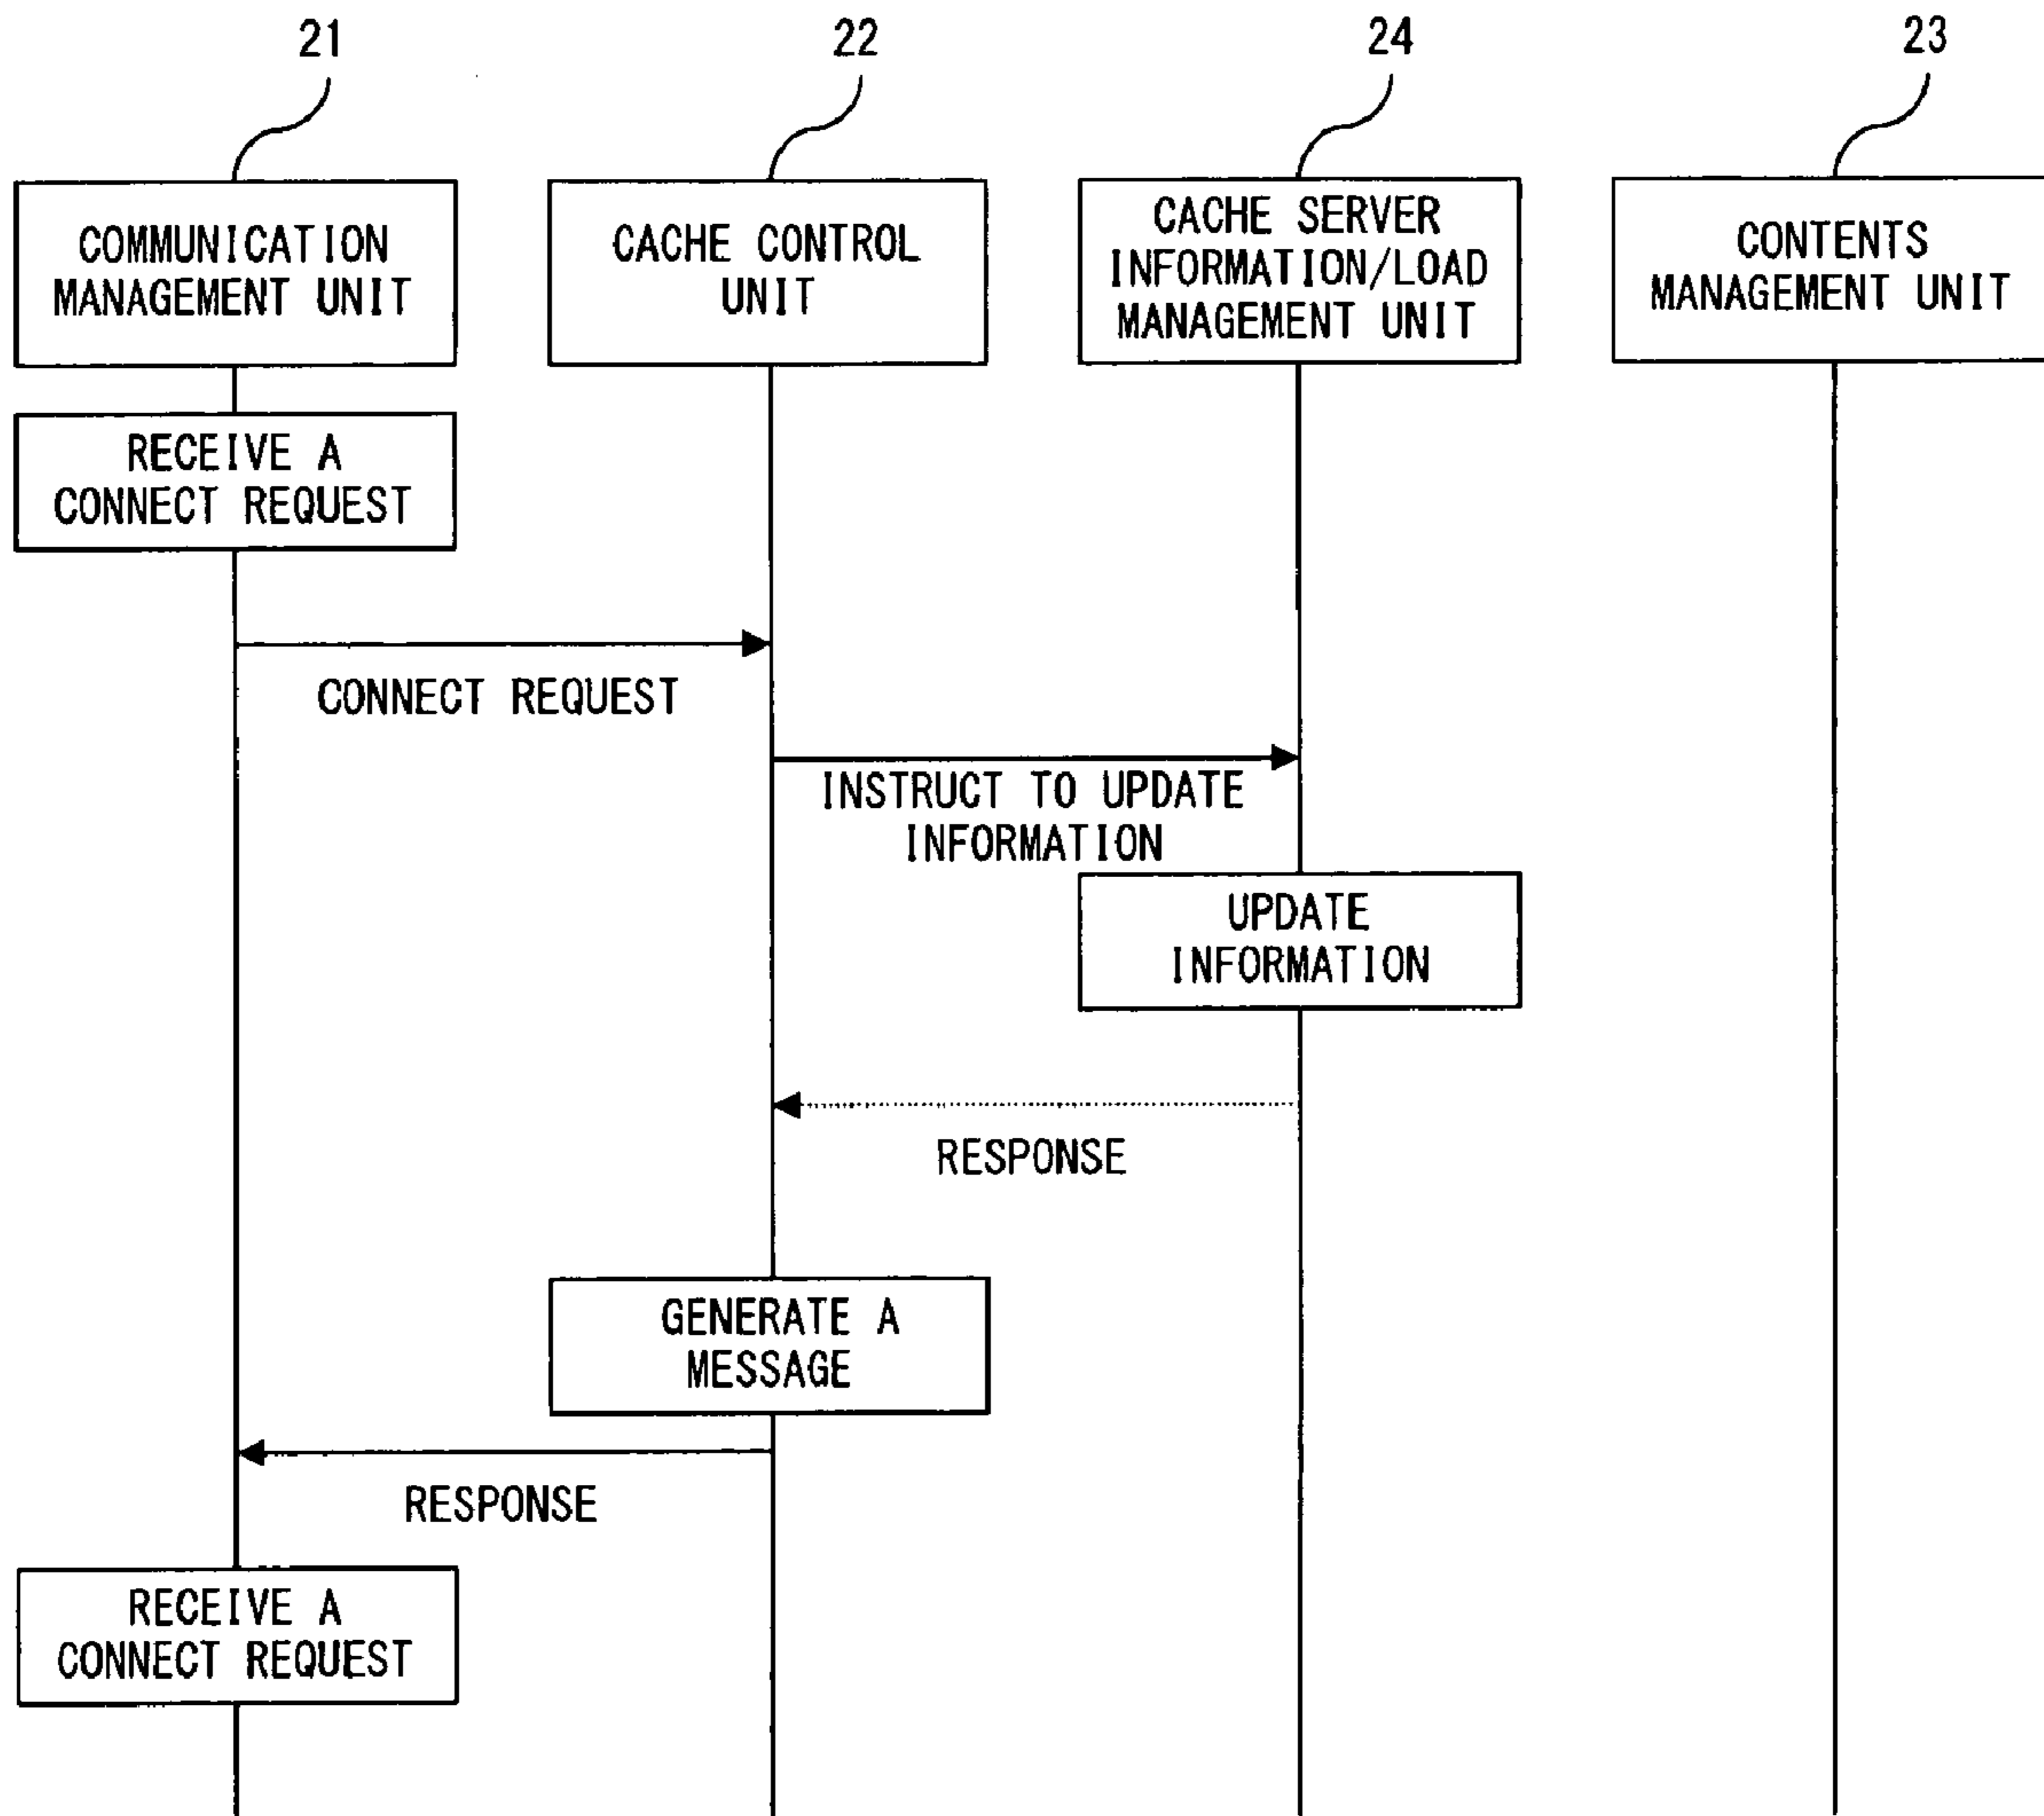 21
22
24
23
COMMUNICATION
MANAGEMENT UNIT
CACHE CONTROL
UNIT
CACHE SERVER
INFORMATION/LOAD
MANAGEMENT UNIT
CONTENTS
MANAGEMENT UNIT
RECEIVE A
CONNECT REQUEST
CONNECT REQUEST
INSTRUCT TO UPDATE
INFORMATION
UPDATE
INFORMATION
RESPONSE
GENERATE A
MESSAGE
RESPONSE
RECEIVE A
CONNECT REQUEST